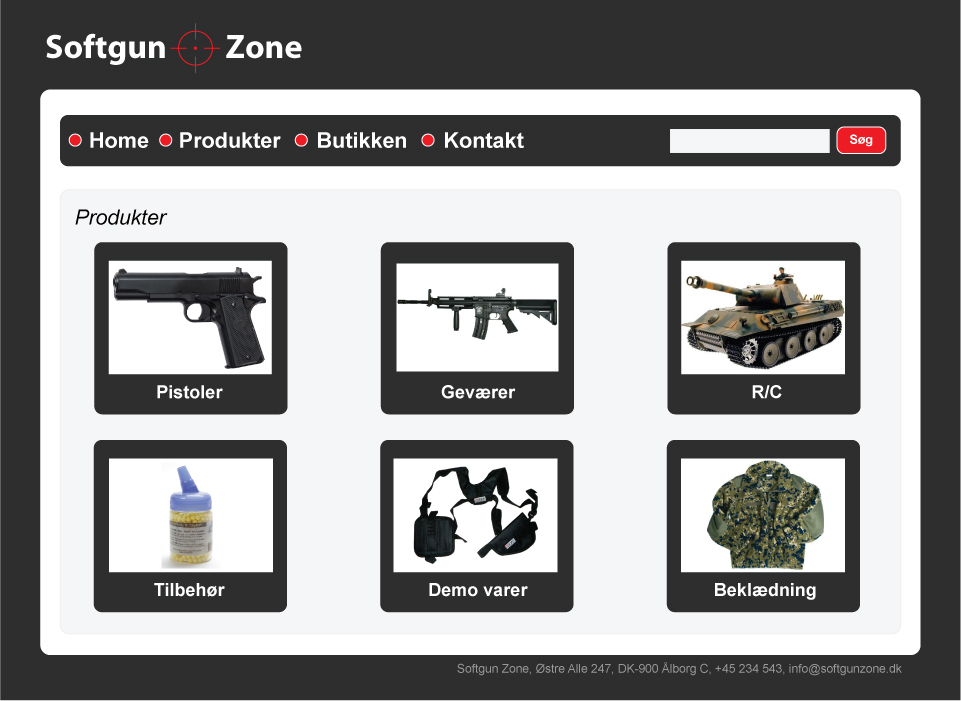 Softgun Zone
Home Produkter Butikken Kontakt Søg
Produkter
Pistoler Geværer R/C
Tilbehør Demo varer Beklædning
Softgun Zone, Østre Alle 247, DK-900 Ålborg C, +45 234 543, info@softgunzone.dk